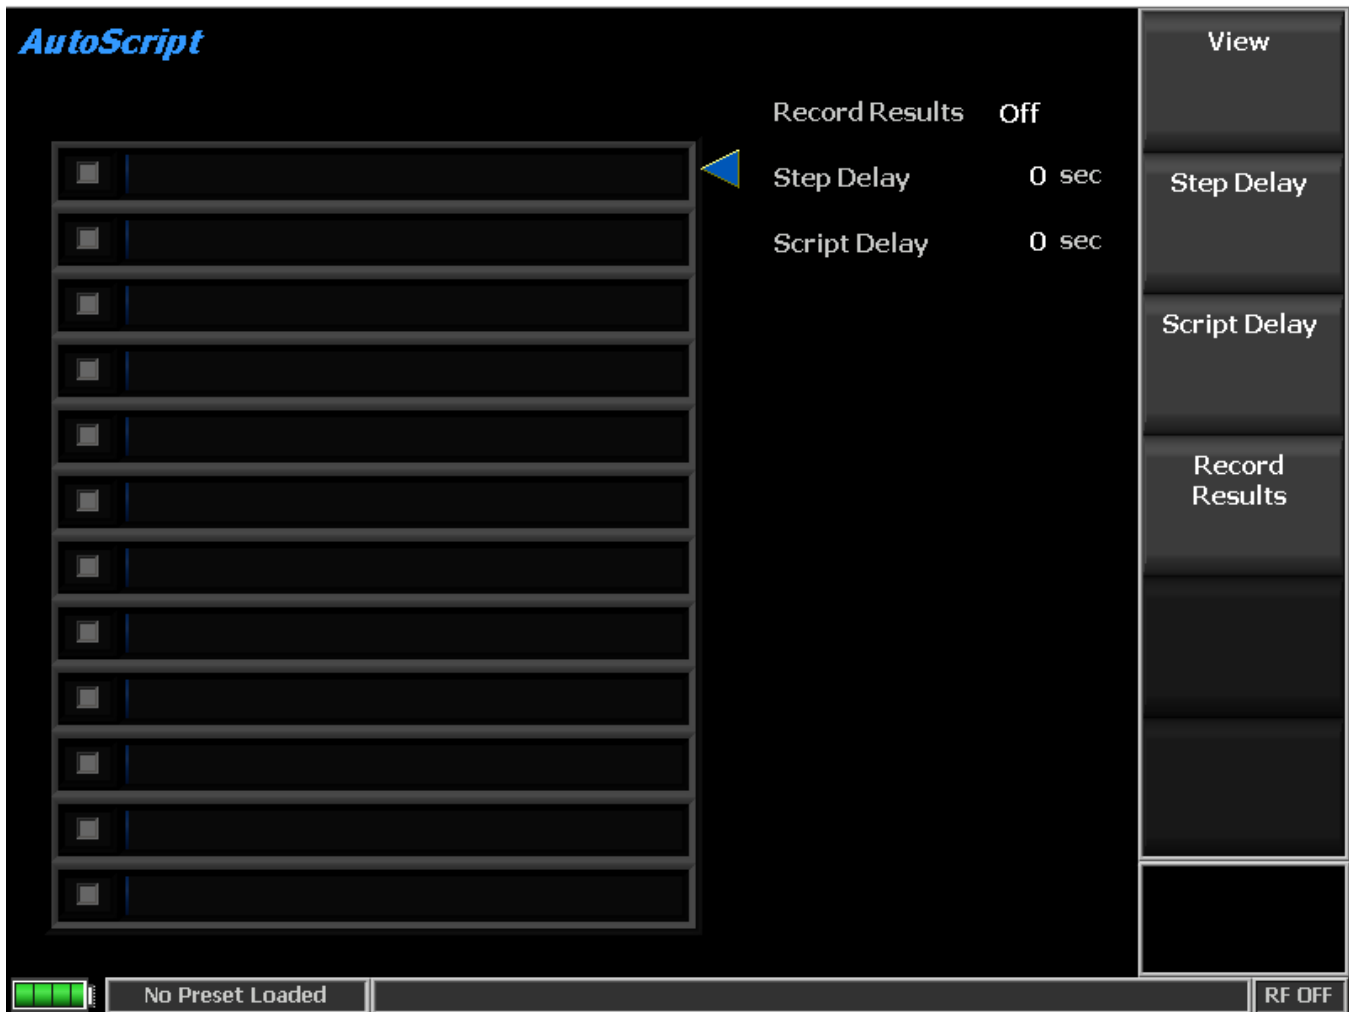 AutoScript
Record Results Off
Step Delay 0 sec
Script Delay 0 sec
View
Step Delay
Script Delay
Record
Results
No Preset Loaded
RF OFF